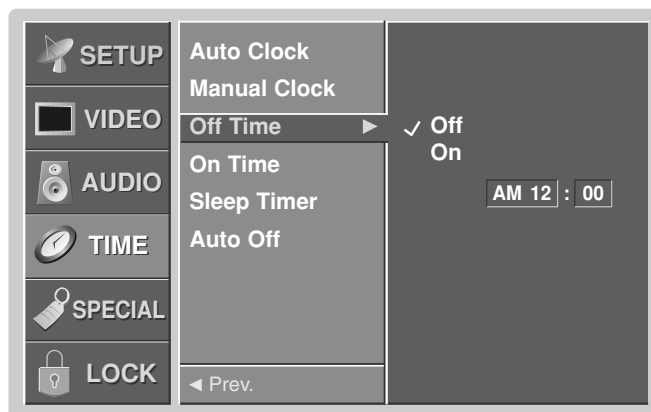 SETUP
VIDEO
AUDIO
TIME
SPECIAL
LOCK
Auto Clock
Manual Clock
Off Time ►
On Time
Sleep Timer
Auto Off
◄ Prev.
✓ Off
On
AM 12 : 00